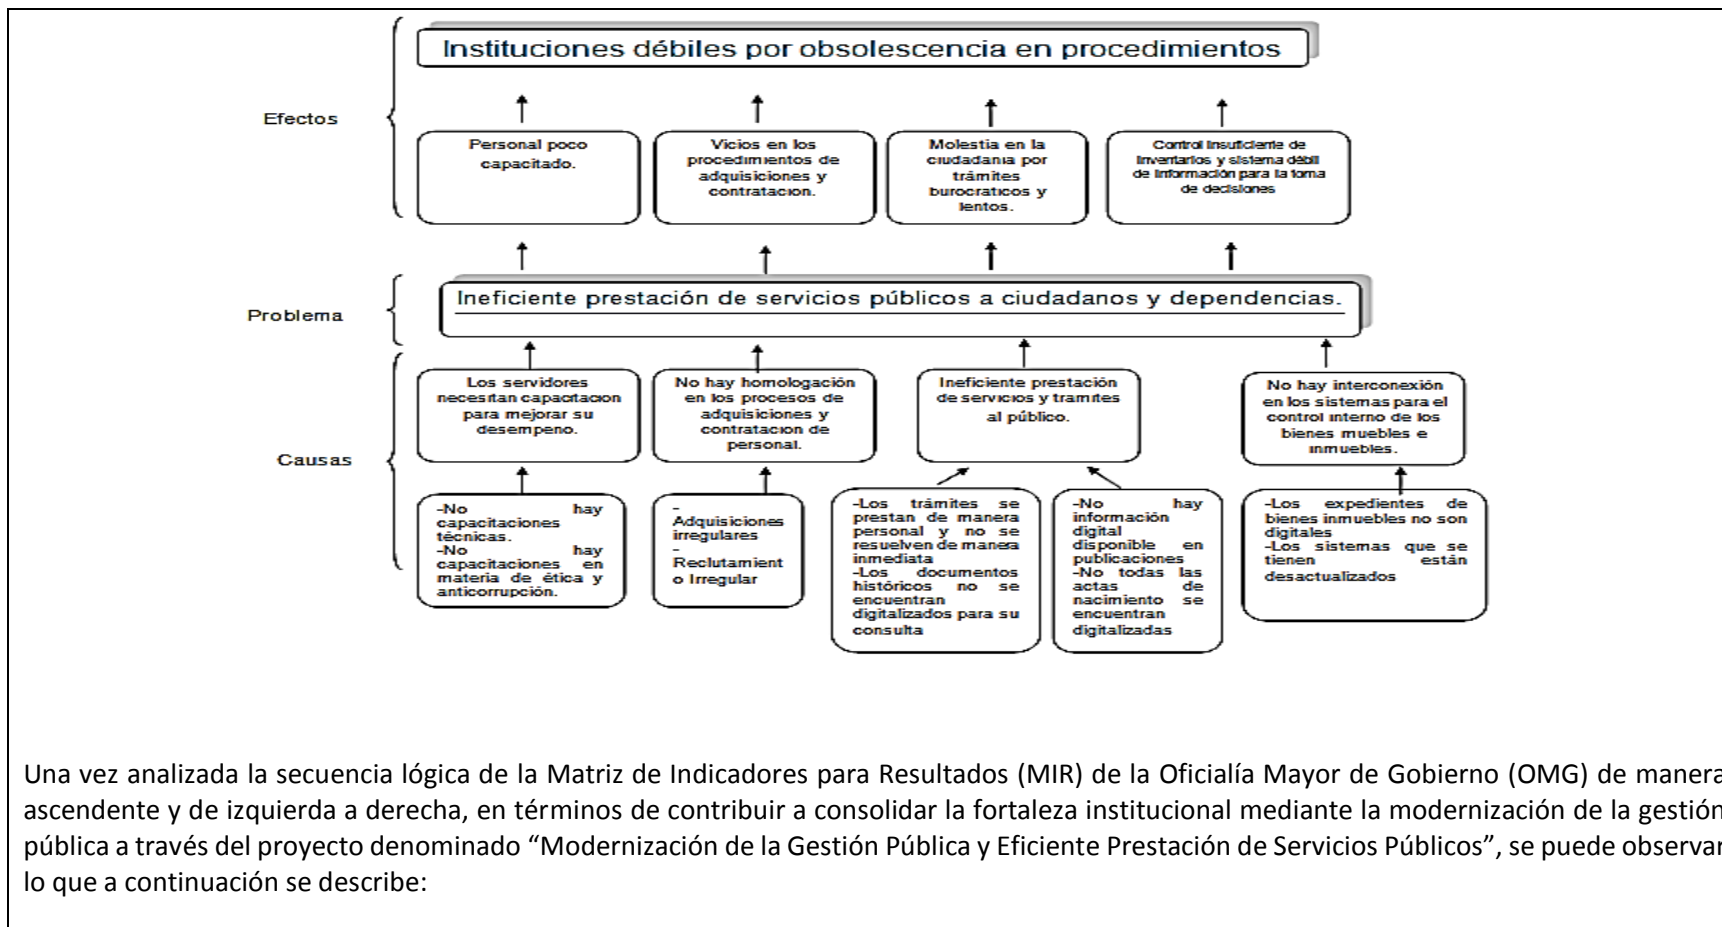 Instituciones débiles por obsolescencia en procedimientos
Efectos
Personal poco
capacitado.
Vicios en los
procedimientos de
adquisiciones y
contratacion.
Molestia en la
ciudadania por
trámites
burocraticos y
lentos.
Control insuficiente de
inventarios y sistema débil
de información para la toma
de decisiones
Problema
Ineficiente prestación de servicios públicos a ciudadanos y dependencias.
Causas
Los servidores
necesitan capacitacion
para mejorar su
desempeno.
No hay homologación
en los procesos de
adquisiciones y
contratacion de
personal.
Ineficiente prestación
de servicios y tramites
al público.
No hay interconexión
en los sistemas para el
control interno de los
bienes muebles e
inmuebles.
-No hay
capacitaciones
técnicas.
-No hay
capacitaciones en
materia de ética y
anticorrupción.
-
Adquisiciones
irregulares
-
Reclutamient
o Irregular
-Los trámites se
prestan de manera
personal y no se
resuelven de manera
inmediata
-Los documentos
históricos no se
encuentran
digitalizados para su
consulta
-No hay
información
digital
disponible en
publicaciones
-No todas las
actas de
nacimiento se
encuentran
digitalizadas
-Los expedientes de
bienes inmuebles no son
digitales
-Los sistemas que se
tienen están
desactualizados
Una vez analizada la secuencia lógica de la Matriz de Indicadores para Resultados (MIR) de la Oficialía Mayor de Gobierno (OMG) de manera
ascendente y de izquierda a derecha, en términos de contribuir a consolidar la fortaleza institucional mediante la modernización de la gestión
pública a través del proyecto denominado “Modernización de la Gestión Pública y Eficiente Prestación de Servicios Públicos”, se puede observar
lo que a continuación se describe: